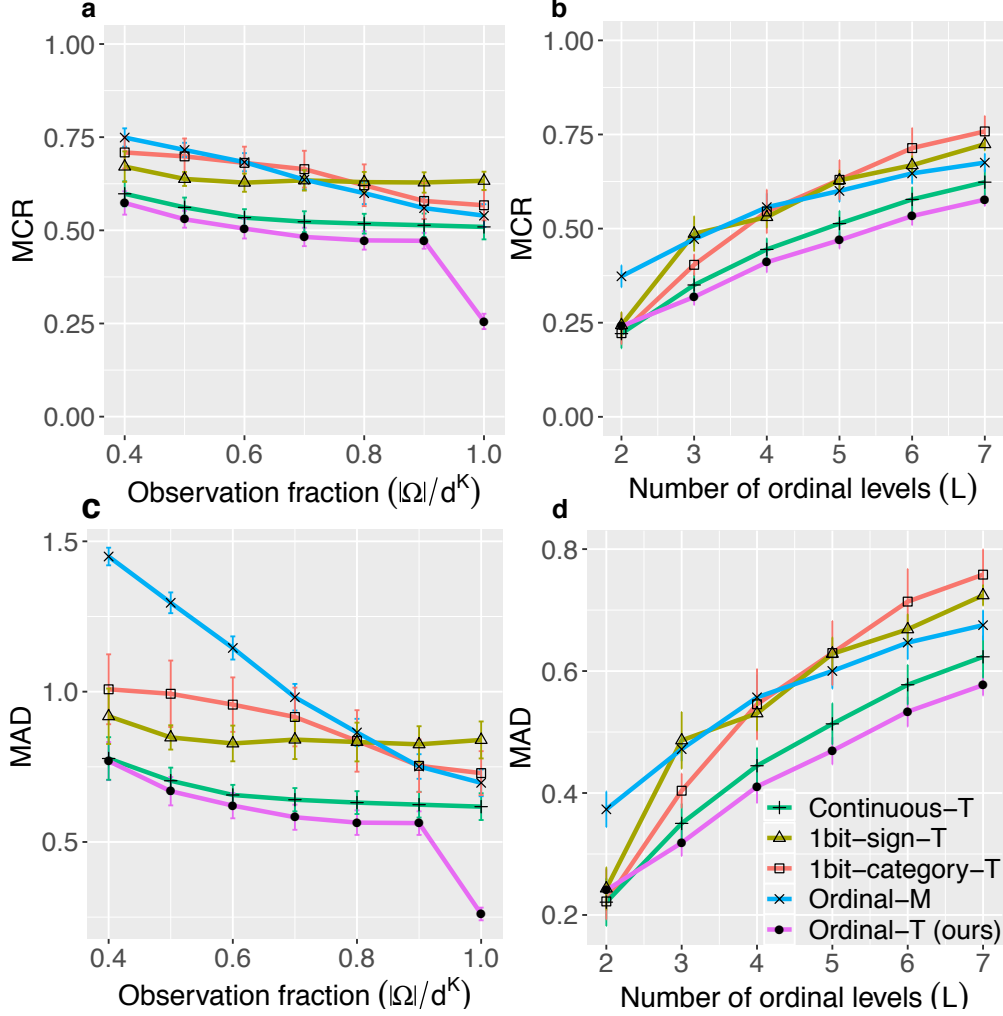 a
1.00
0.75
0.50
0.25
0.00
MCR
0.4 0.6 0.8 1.0
Observation fraction (|Ω|/d^K)
b
1.00
0.75
0.50
0.25
0.00
MCR
2 3 4 5 6 7
Number of ordinal levels (L)
c
1.5
1.0
0.5
MAD
0.4 0.6 0.8 1.0
Observation fraction (|Ω|/d^K)
d
0.8
0.6
0.4
0.2
MAD
Continuous-T
1bit-sign-T
1bit-category-T
Ordinal-M
Ordinal-T (ours)
2 3 4 5 6 7
Number of ordinal levels (L)